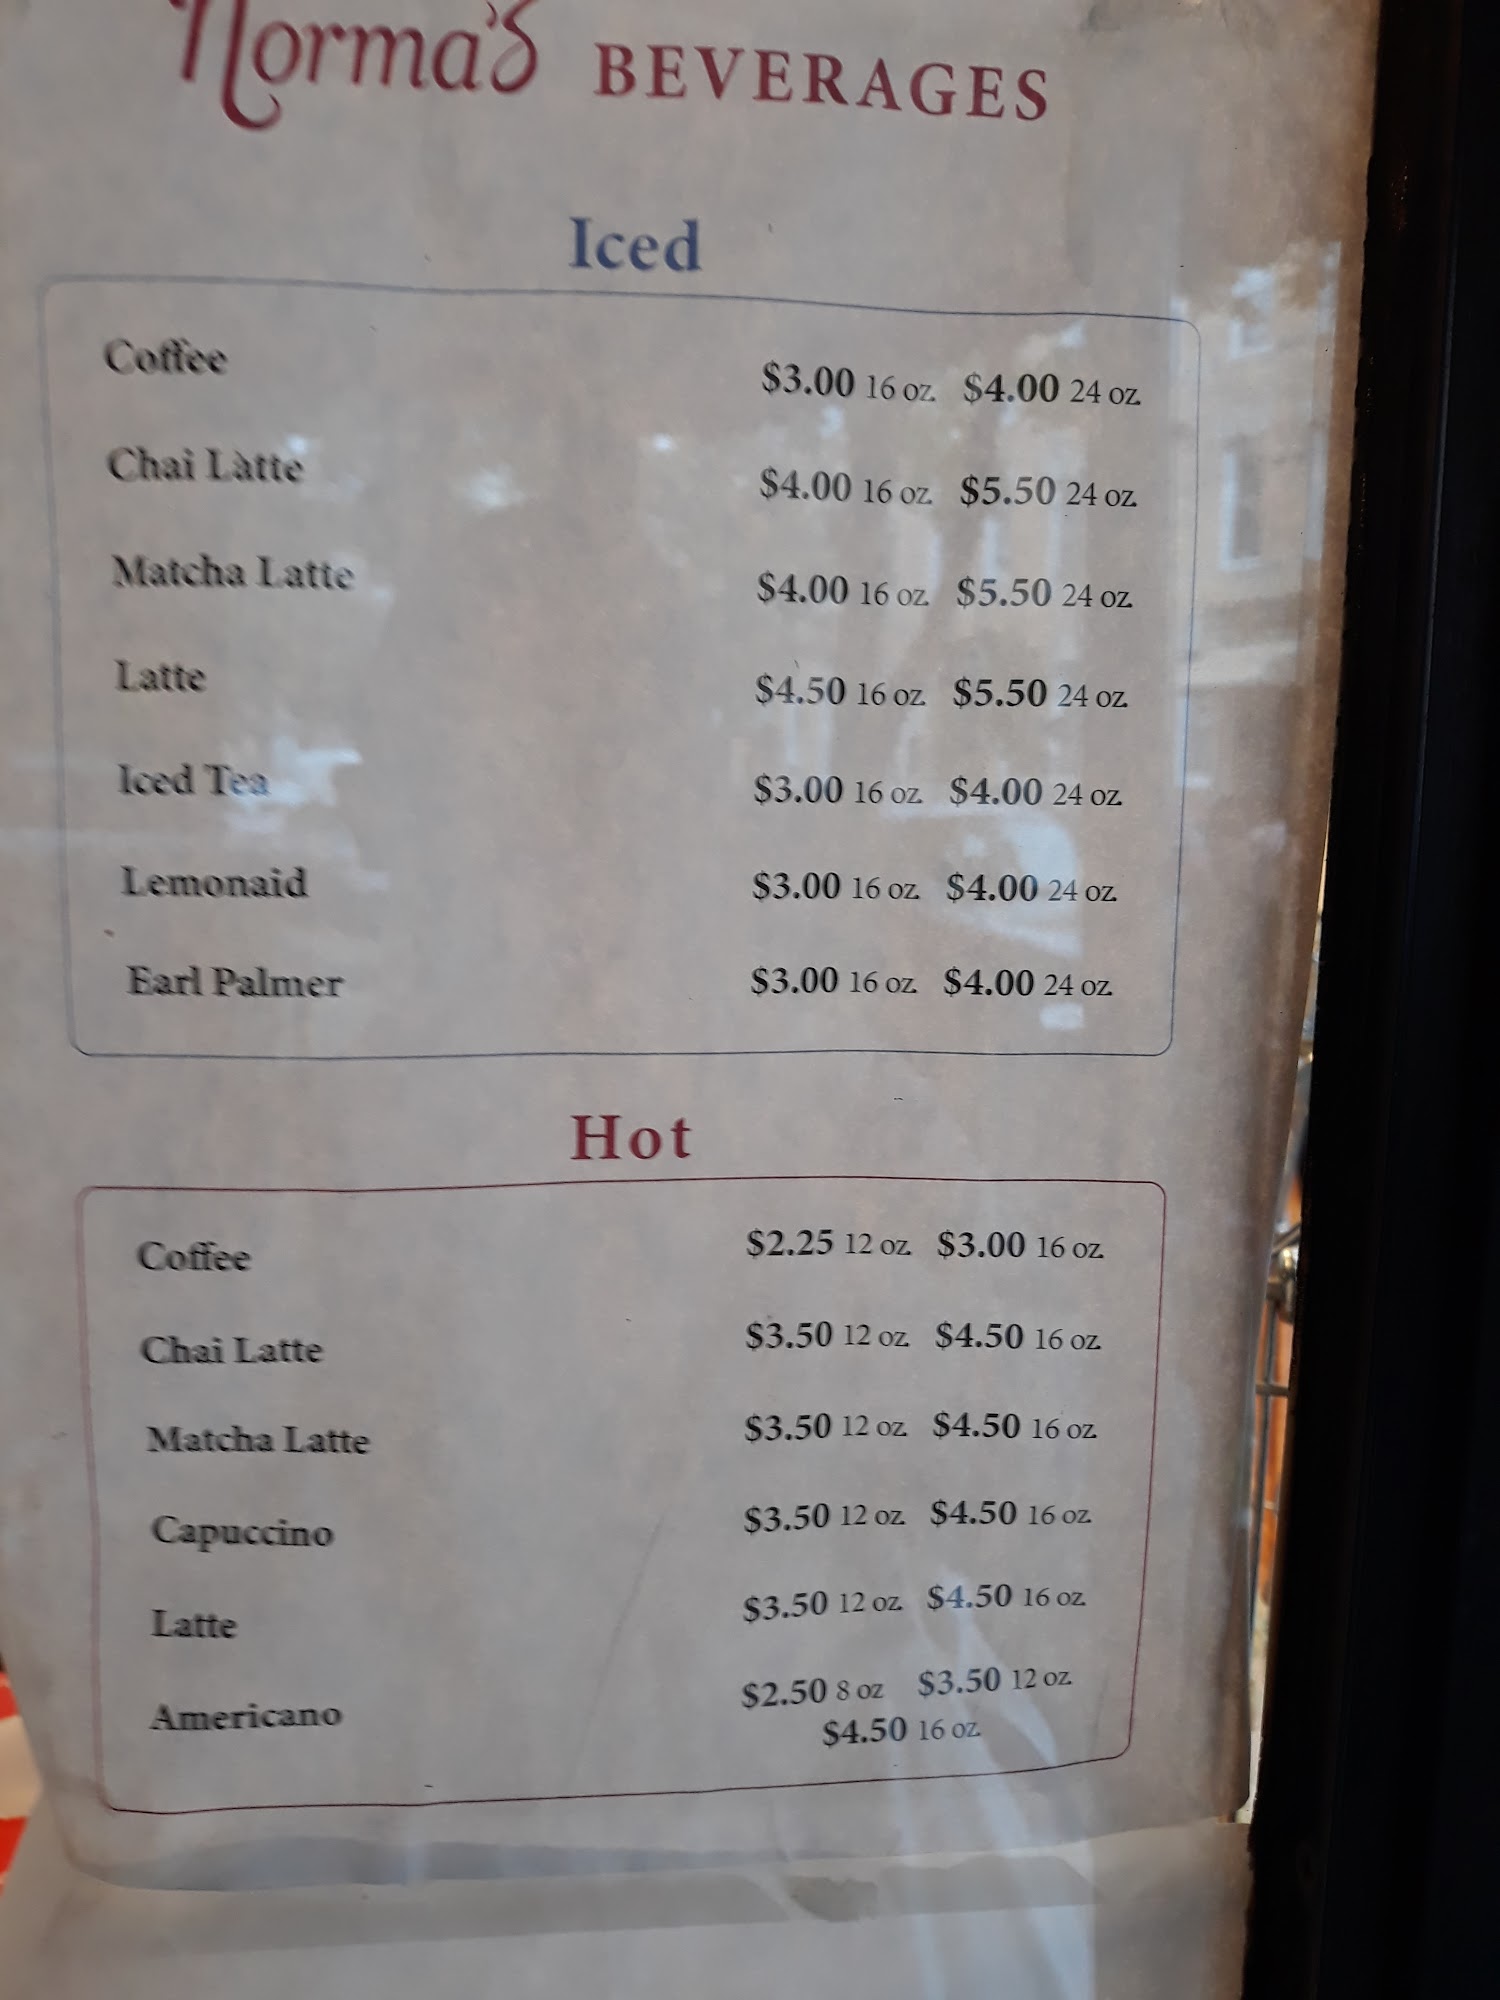 Norma's BEVERAGES
Iced
Coffee $3.00 16 oz $4.00 24 oz
Chai Latte $4.00 16 oz $5.50 24 oz
Matcha Latte $4.00 16 oz $5.50 24 oz
Latte $4.50 16 oz $5.50 24 oz
Iced Tea $3.00 16 oz $4.00 24 oz
Lemonaid $3.00 16 oz $4.00 24 oz
Earl Palmer $3.00 16 oz $4.00 24 oz
Hot
Coffee $2.25 12 oz $3.00 16 oz
Chai Latte $3.50 12 oz $4.50 16 oz
Matcha Latte $3.50 12 oz $4.50 16 oz
Capuccino $3.50 12 oz $4.50 16 oz
Latte $3.50 12 oz $4.50 16 oz
Americano $2.50 8 oz $3.50 12 oz
$4.50 16 oz